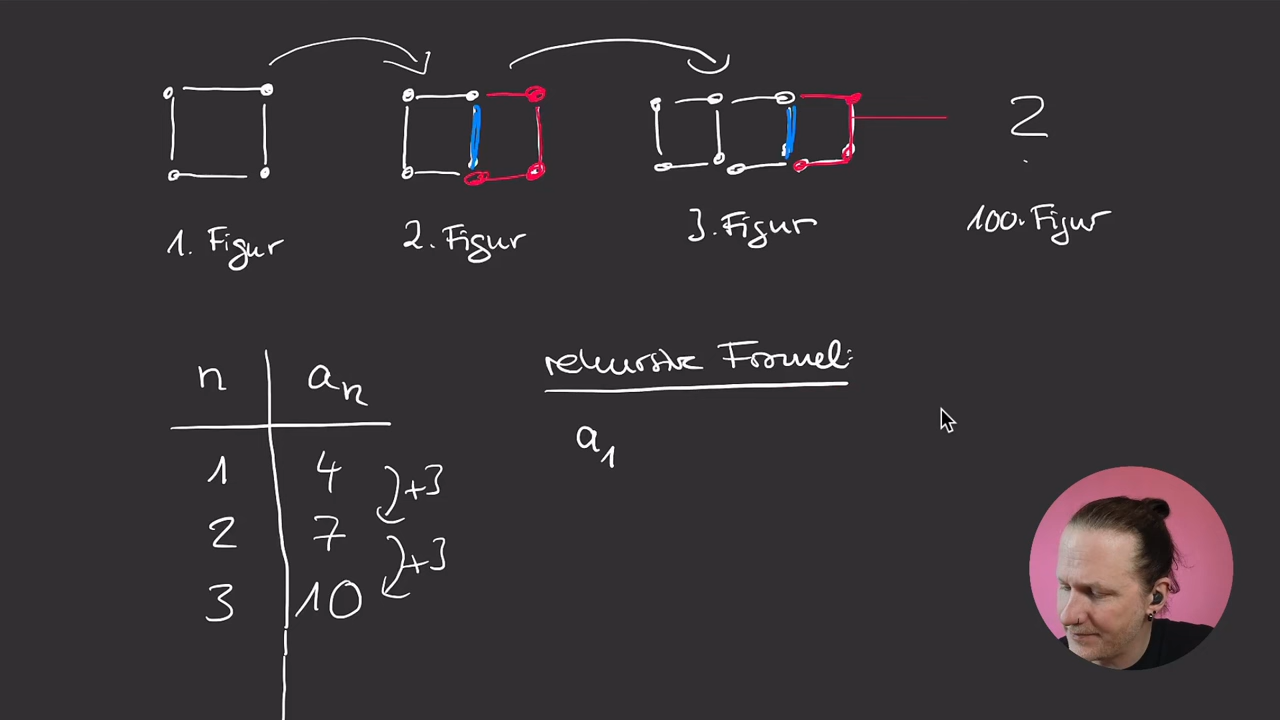 1. Figur
2. Figur
3. Figur
?
100. Figur
n an
1 4
+3
2 7
+3
3 10
rekursive Formel:
a1